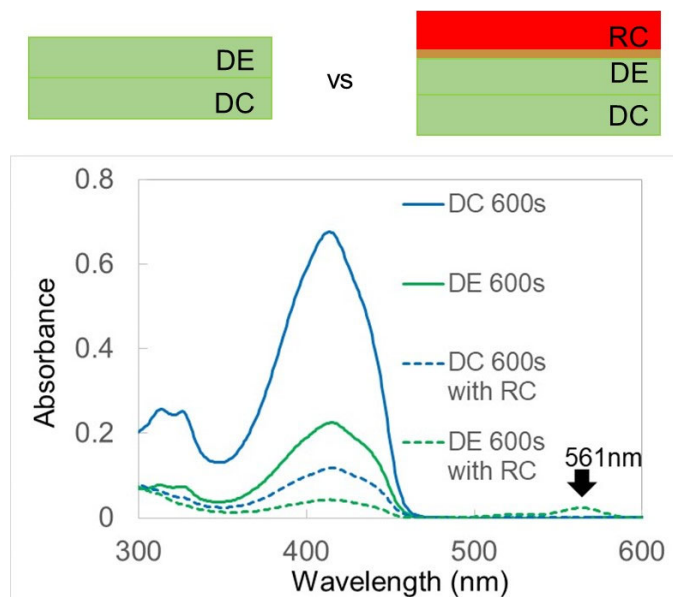 RC
DE
vs
DE
DC
DC
0.8
DC 600s
0.6
DE 600s
0.4
DC 600s
with RC
0.2
DE 600s
with RC
561nm
0
300
400
500
600
Absorbance
Wavelength (nm)